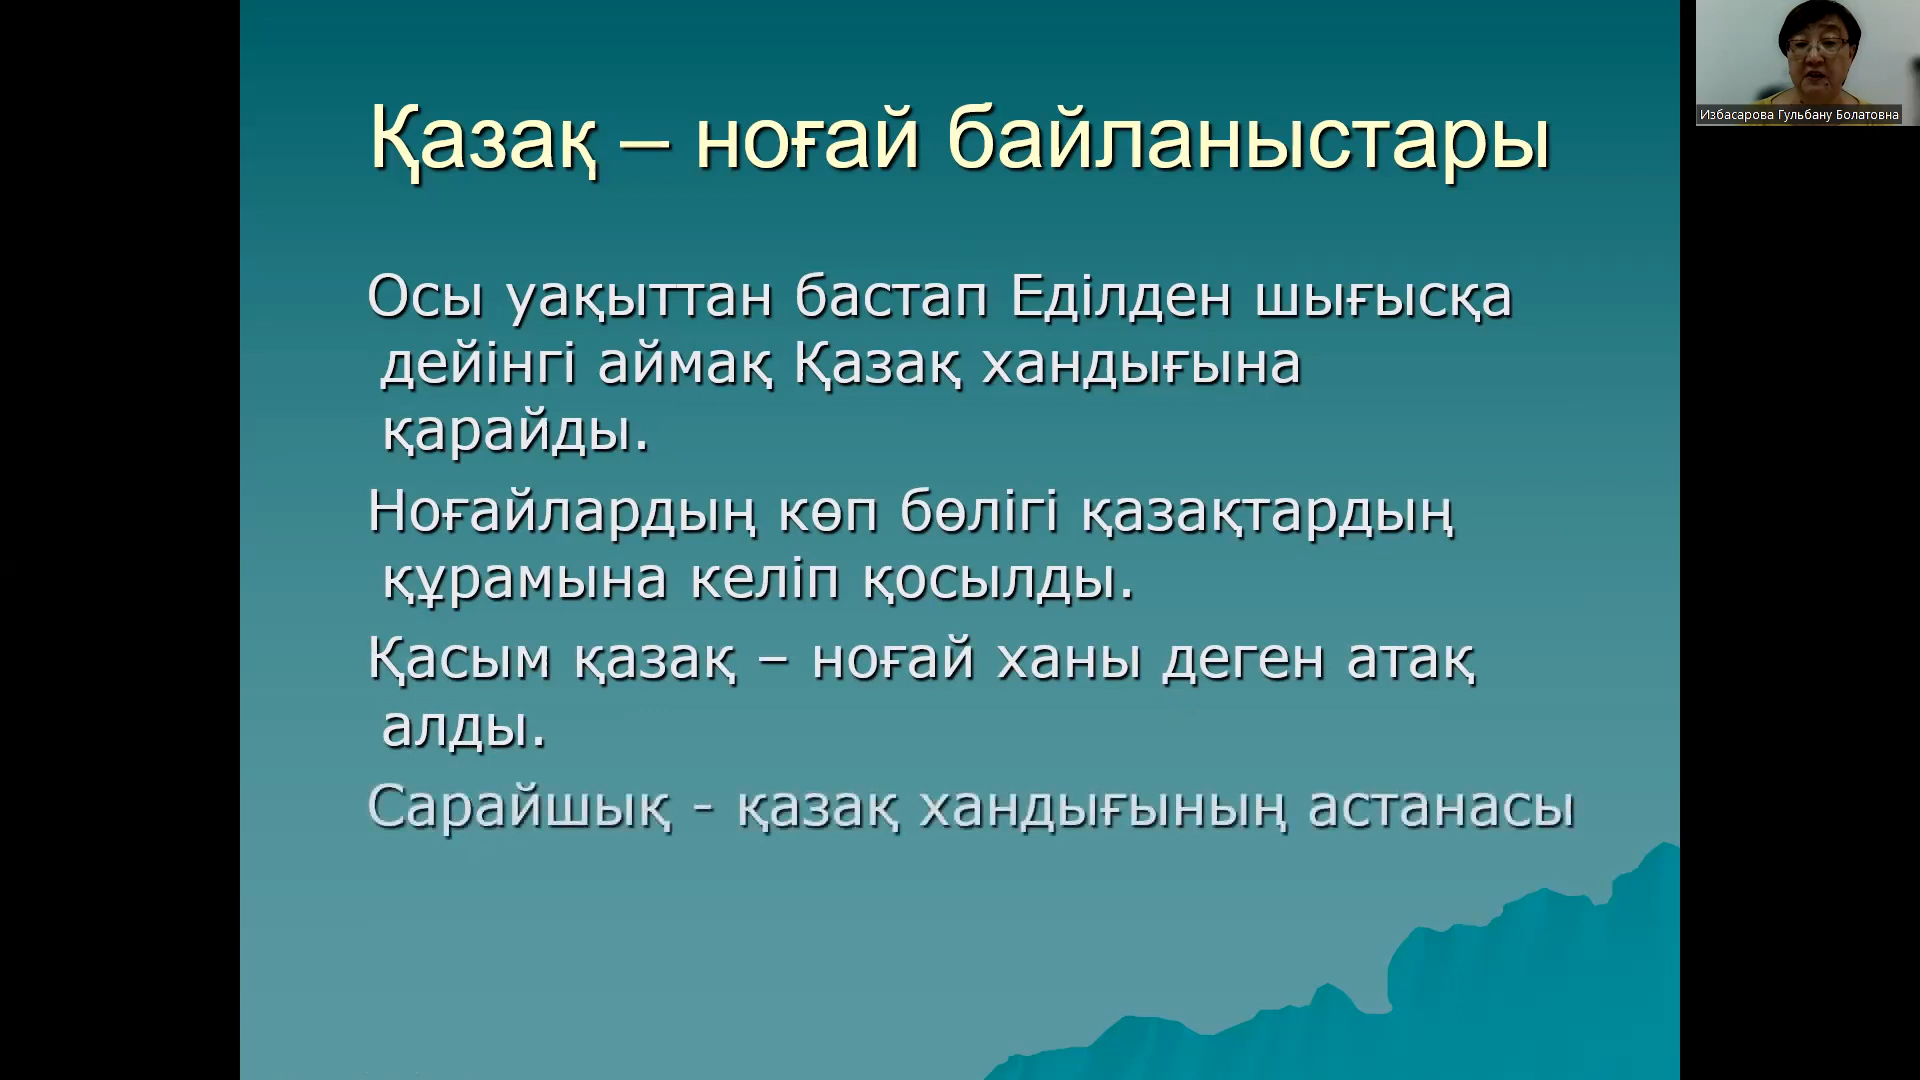 Қазақ – ноғай байланыстары
Осы уақыттан бастап Еділден шығысқа
дейінгі аймақ Қазақ хандығына
қарайды.
Ноғайлардың көп бөлігі қазақтардың
құрамына келіп қосылды.
Қасым қазақ – ноғай ханы деген атақ
алды.
Сарайшық - қазақ хандығының астанасы
Избасарова Гульбану Болатовна